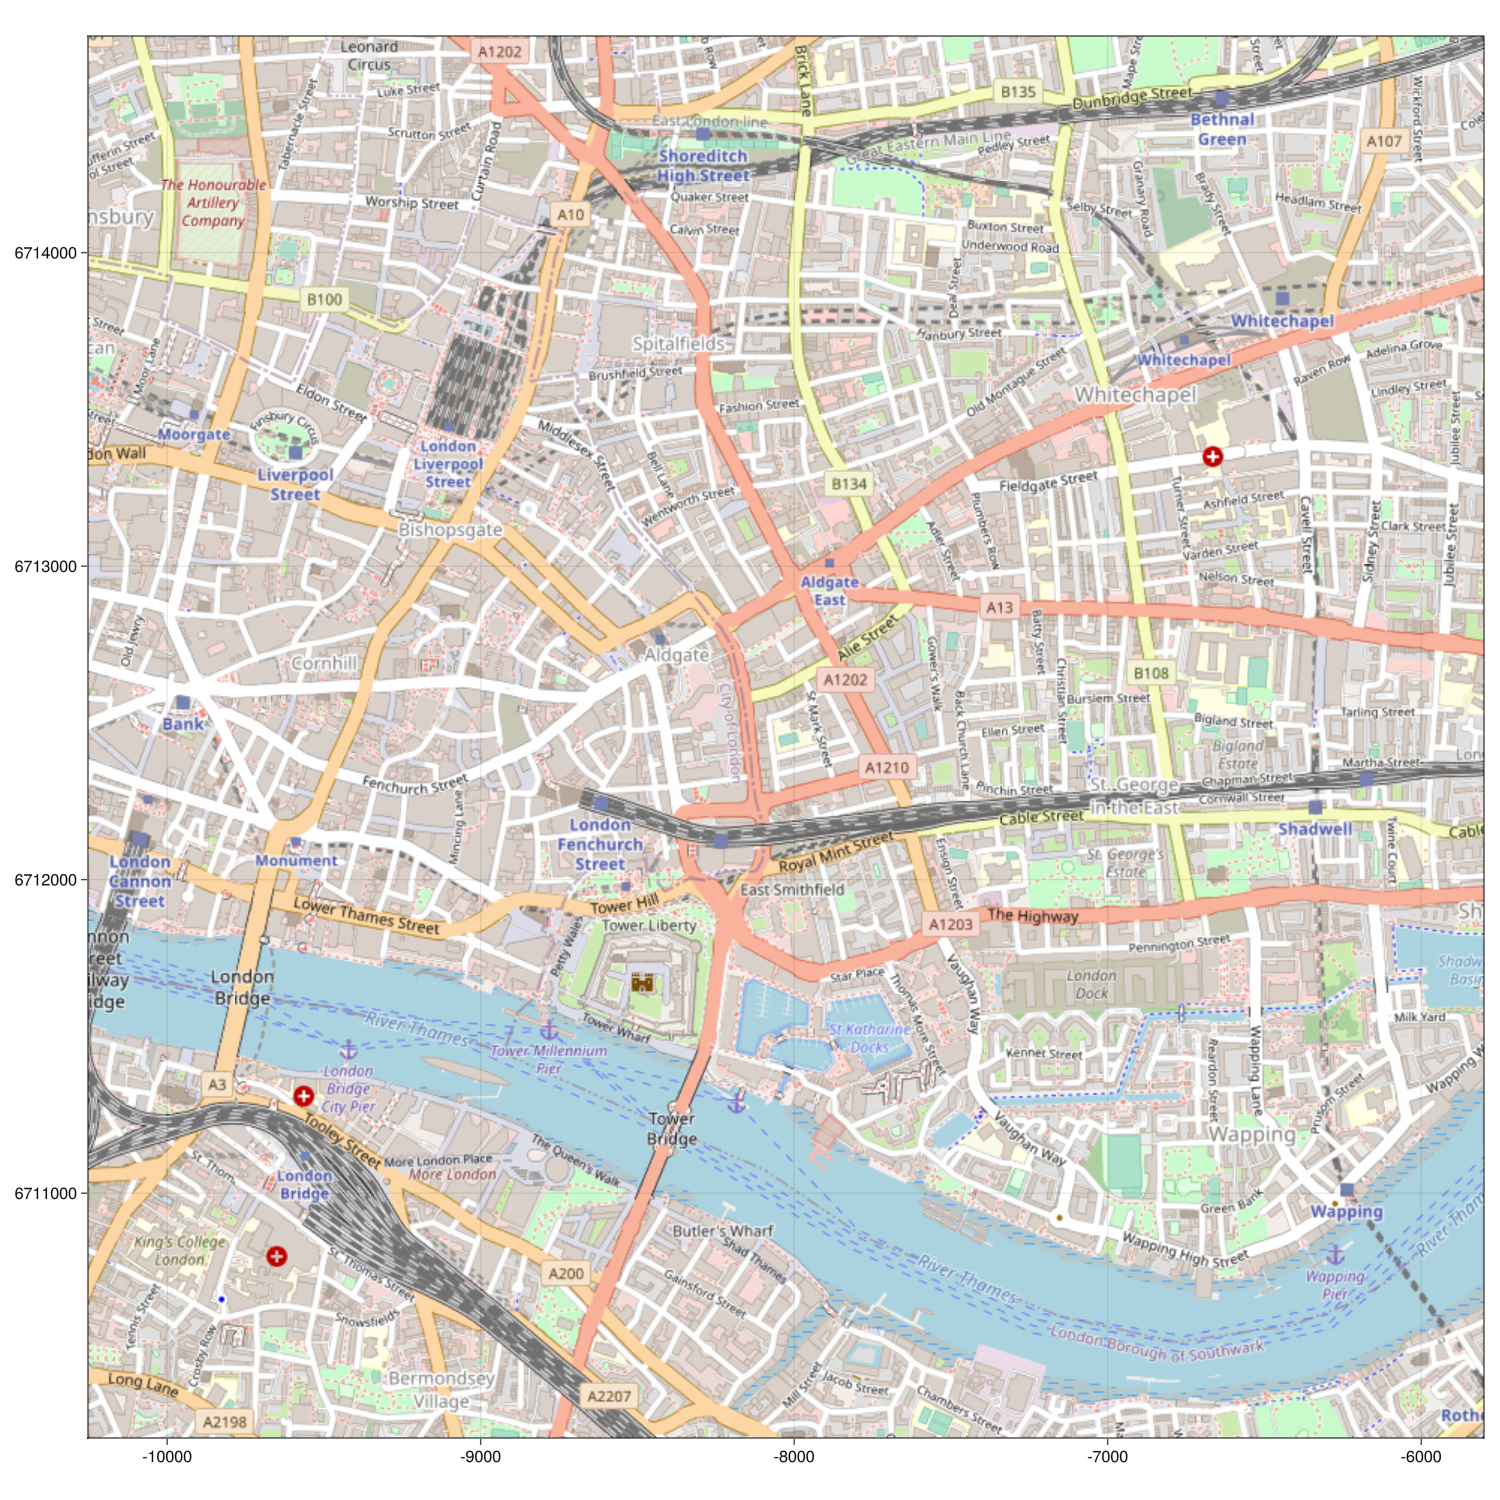 Leonard
Circus
A1202
Luke Street
Scrutton Street
Tabernacle Street
Curtain Road
Worship Street
The Honourable
Artillery
Company
nsbury
A10
B100
Brick Lane
East London line
Shoreditch
High Street
Great Eastern Main Line
Pedley Street
B135
Dunbridge Street
Bethnal
Green
A107
Wickford Street
Quaker Street
Calvin Street
Selby Street
Granary Road
Brady Street
Headlam Street
Buxton Street
Underwood Road
Deal Street
Hanbury Street
6714000
Whitechapel
Whitechapel
Whitechapel
Adelina Grove
Raven Row
Lindley Street
Jubilee Street
Spitalfields
Brushfield Street
Fashion Street
Old Montague Street
Moor Lane
Eldon Street
Finsbury Circus
Moorgate
don Wall
Liverpool
Street
London
Liverpool
Street
Middlesex Street
Bell Lane
Wentworth Street
Bishopsgate
B134
Fieldgate Street
Plumbers Row
Adler Street
Turner Street
Ashfield Street
Varden Street
Nelson Street
Cavell Street
Sidney Street
Clark Street
Jubilee Street
6713000
Aldgate
East
A13
Old Jewry
Cornhill
Aldgate
Alie Street
A1202
Gower's Walk
Batty Street
Christian Street
Back Church Lane
Burslem Street
B108
Bigland Street
Tarling Street
Bank
City of London
St. Mark Street
Ellen Street
Bigland
Estate
Martha Street
A1210
Pinchin Street
St. George
in the East
Chapman Street
Cornwall Street
Fenchurch Street
Mincing Lane
London
Fenchurch
Street
Cable Street
Shadwell
Cable
Monument
London
Cannon
Street
Royal Mint Street
Ensign Street
St. George's
Estate
Twine Court
6712000
Tower Hill
East Smithfield
Lower Thames Street
Tower Liberty
Petty Wales
A1203
The Highway
Pennington Street
nnon
reet
ilway
idge
London
Bridge
Star Place
Vaughan Way
London
Dock
Thomas More Street
River Thames
Tower Wharf
St Katharine
Docks
Milk Yard
Tower Millennium
Pier
London
Bridge
City Pier
Kennet Street
Reardon Street
Wapping Lane
Prusom Street
A3
Tooley Street
Tower
Bridge
Vaughan Way
Wapping
More London Place
More London
The Queen's Walk
London
Bridge
6711000
Green Bank
Wapping
Butler's Wharf
Shad Thames
Wapping High Street
Wapping
Pier
King's College
London
St. Thomas Street
A200
Gainsford Street
River Thames
Snowsfields
Tennis Street
Crosby Row
London Borough of Southwark
Long Lane
Bermondsey
Village
A2207
A2198
Mill Street
Jacob Street
Chambers Street
Rothe
-10000
-9000
-8000
-7000
-6000